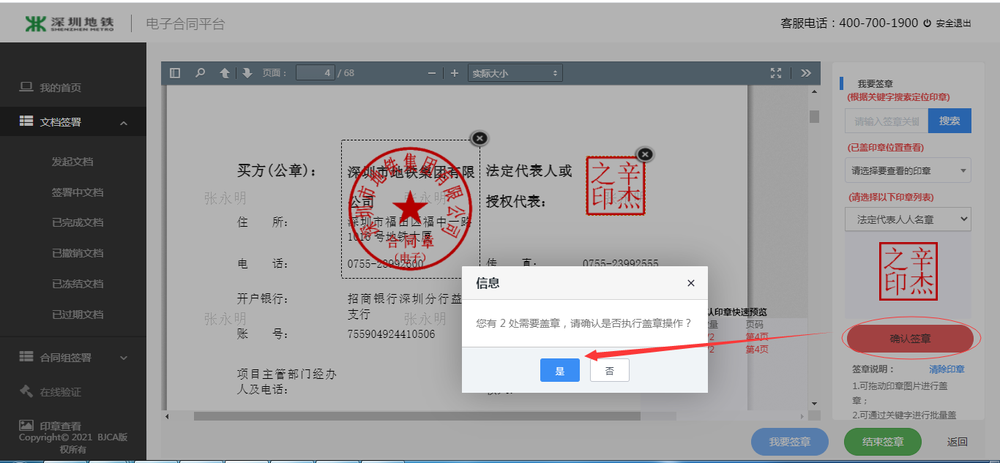 深圳地铁
SHENZHEN METRO
电子合同平台
客服电话：400-700-1900 安全退出
我的首页
文档签署
发起文档
签署中文档
已完成文档
已撤销文档
已冻结文档
已过期文档
合同组签署
在线验证
印章查看
Copyright© 2021 BJCA版
权所有
页面： 4 / 68
实际大小
买方(公章)：
深圳市地铁集团有限
公司
法定代表人或
授权代表：
深圳市地铁集团有限公司
合同章
(电子)
辛杰之印
张永明
张永明
张永明
住 所：
深圳市福田区福中一路
1016 号地铁大厦
电 话：
0755-23992600
传 真：
0755-23992555
开户银行：
招商银行深圳分行益
支行
张永明
张永明
账 号：
755904924410506
项目主管部门经办
人及电话：
信息
您有 2 处需要盖章，请确认是否执行盖章操作？
是
否
认印章快速预览
量 页码
/2 第4页
/2 第4页
我要签章
(根据关键字搜索定位印章)
请输入签章关键
搜索
(已盖印章位置查看)
请选择要查看的印章
(请选择以下印章列表)
法定代表人人名章
辛杰之印
确认签章
签章说明： 清除印章
1.可拖动印章图片进行盖
章；
2.可通过关键字进行批量盖
我要签章
结束签章
返回